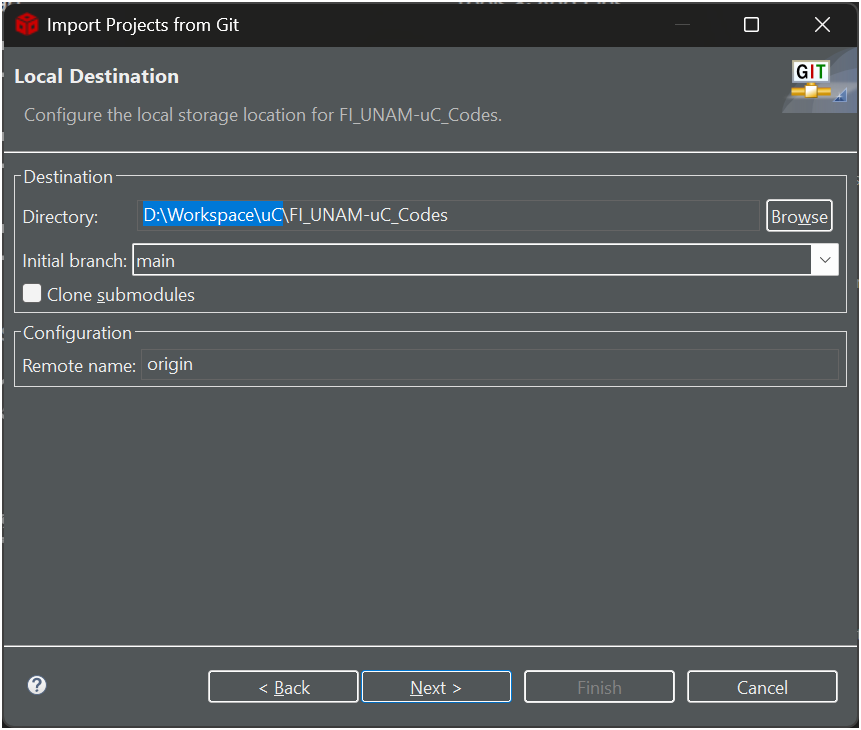 Import Projects from Git
Local Destination
GIT
Configure the local storage location for FI_UNAM-uC_Codes.
Destination
Directory: D:\Workspace\uC\FI_UNAM-uC_Codes Browse
Initial branch: main
Clone submodules
Configuration
Remote name: origin
? < Back Next > Finish Cancel